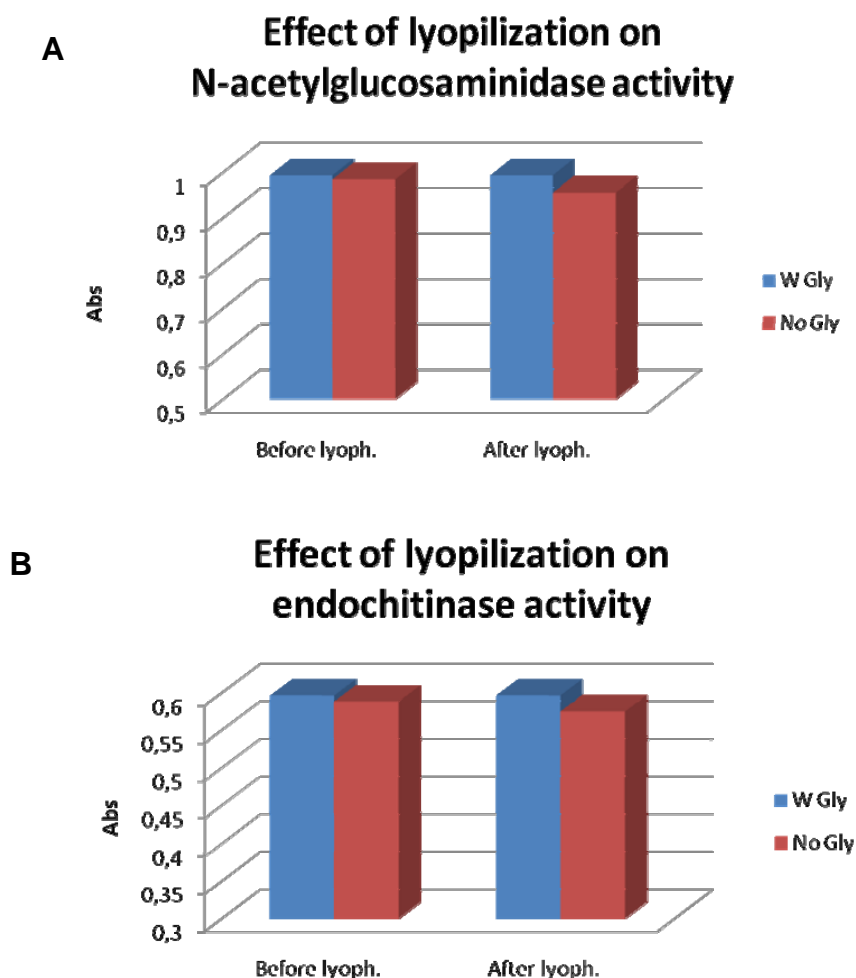 A
Effect of lyopilization on
N-acetylglucosaminidase activity
1
0,9
0,8
0,7
0,6
0,5
Abs
Before lyoph.
After lyoph.
W Gly
No Gly
B
Effect of lyopilization on
endochitinase activity
0,6
0,55
0,5
0,45
0,4
0,35
0,3
Abs
Before lyoph.
After lyoph.
W Gly
No Gly